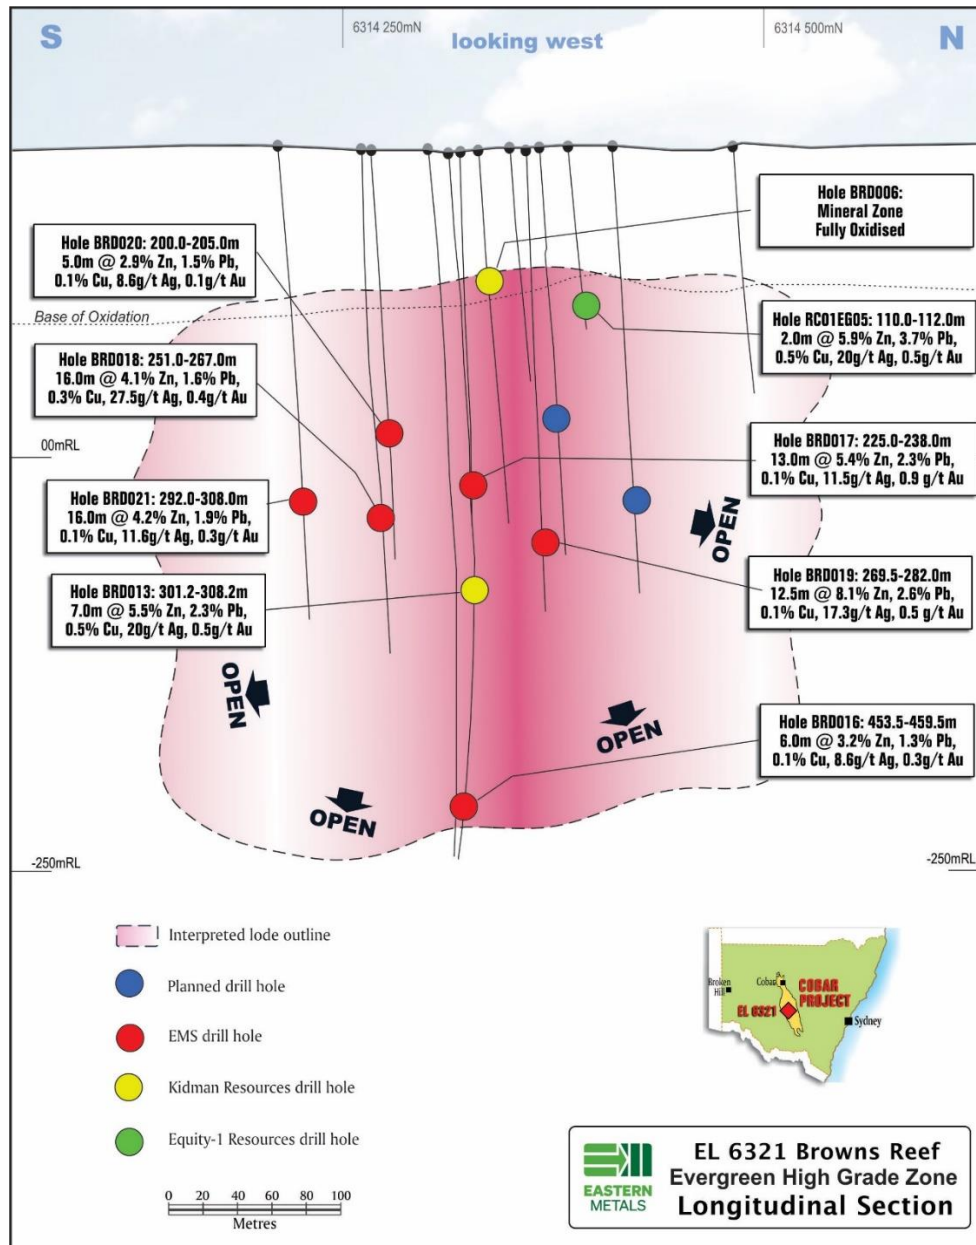 S
6314 250mN
looking west
6314 500mN
N
Hole BRD006:
Mineral Zone
Fully Oxidised
Hole BRD020: 200.0-205.0m
5.0m @ 2.9% Zn, 1.5% Pb,
0.1% Cu, 8.6g/t Ag, 0.1g/t Au
Base of Oxidation
Hole RC01EG05: 110.0-112.0m
2.0m @ 5.9% Zn, 3.7% Pb,
0.5% Cu, 20g/t Ag, 0.5g/t Au
Hole BRD018: 251.0-267.0m
16.0m @ 4.1% Zn, 1.6% Pb,
0.3% Cu, 27.5g/t Ag, 0.4g/t Au
00mRL
Hole BRD017: 225.0-238.0m
13.0m @ 5.4% Zn, 2.3% Pb,
0.1% Cu, 11.5g/t Ag, 0.9 g/t Au
Hole BRD021: 292.0-308.0m
16.0m @ 4.2% Zn, 1.9% Pb,
0.1% Cu, 11.6g/t Ag, 0.3g/t Au
OPEN
Hole BRD019: 269.5-282.0m
12.5m @ 8.1% Zn, 2.6% Pb,
0.1% Cu, 17.3g/t Ag, 0.5 g/t Au
Hole BRD013: 301.2-308.2m
7.0m @ 5.5% Zn, 2.3% Pb,
0.5% Cu, 20g/t Ag, 0.5g/t Au
OPEN
OPEN
Hole BRD016: 453.5-459.5m
6.0m @ 3.2% Zn, 1.3% Pb,
0.1% Cu, 8.6g/t Ag, 0.3g/t Au
OPEN
-250mRL
-250mRL
Interpreted lode outline
Planned drill hole
EMS drill hole
Kidman Resources drill hole
Equity-1 Resources drill hole
0 20 40 60 80 100
Metres
Broken
Hill
Cobar
COBAR
PROJECT
EL 6321
Sydney
EASTERN
METALS
EL 6321 Browns Reef
Evergreen High Grade Zone
Longitudinal Section